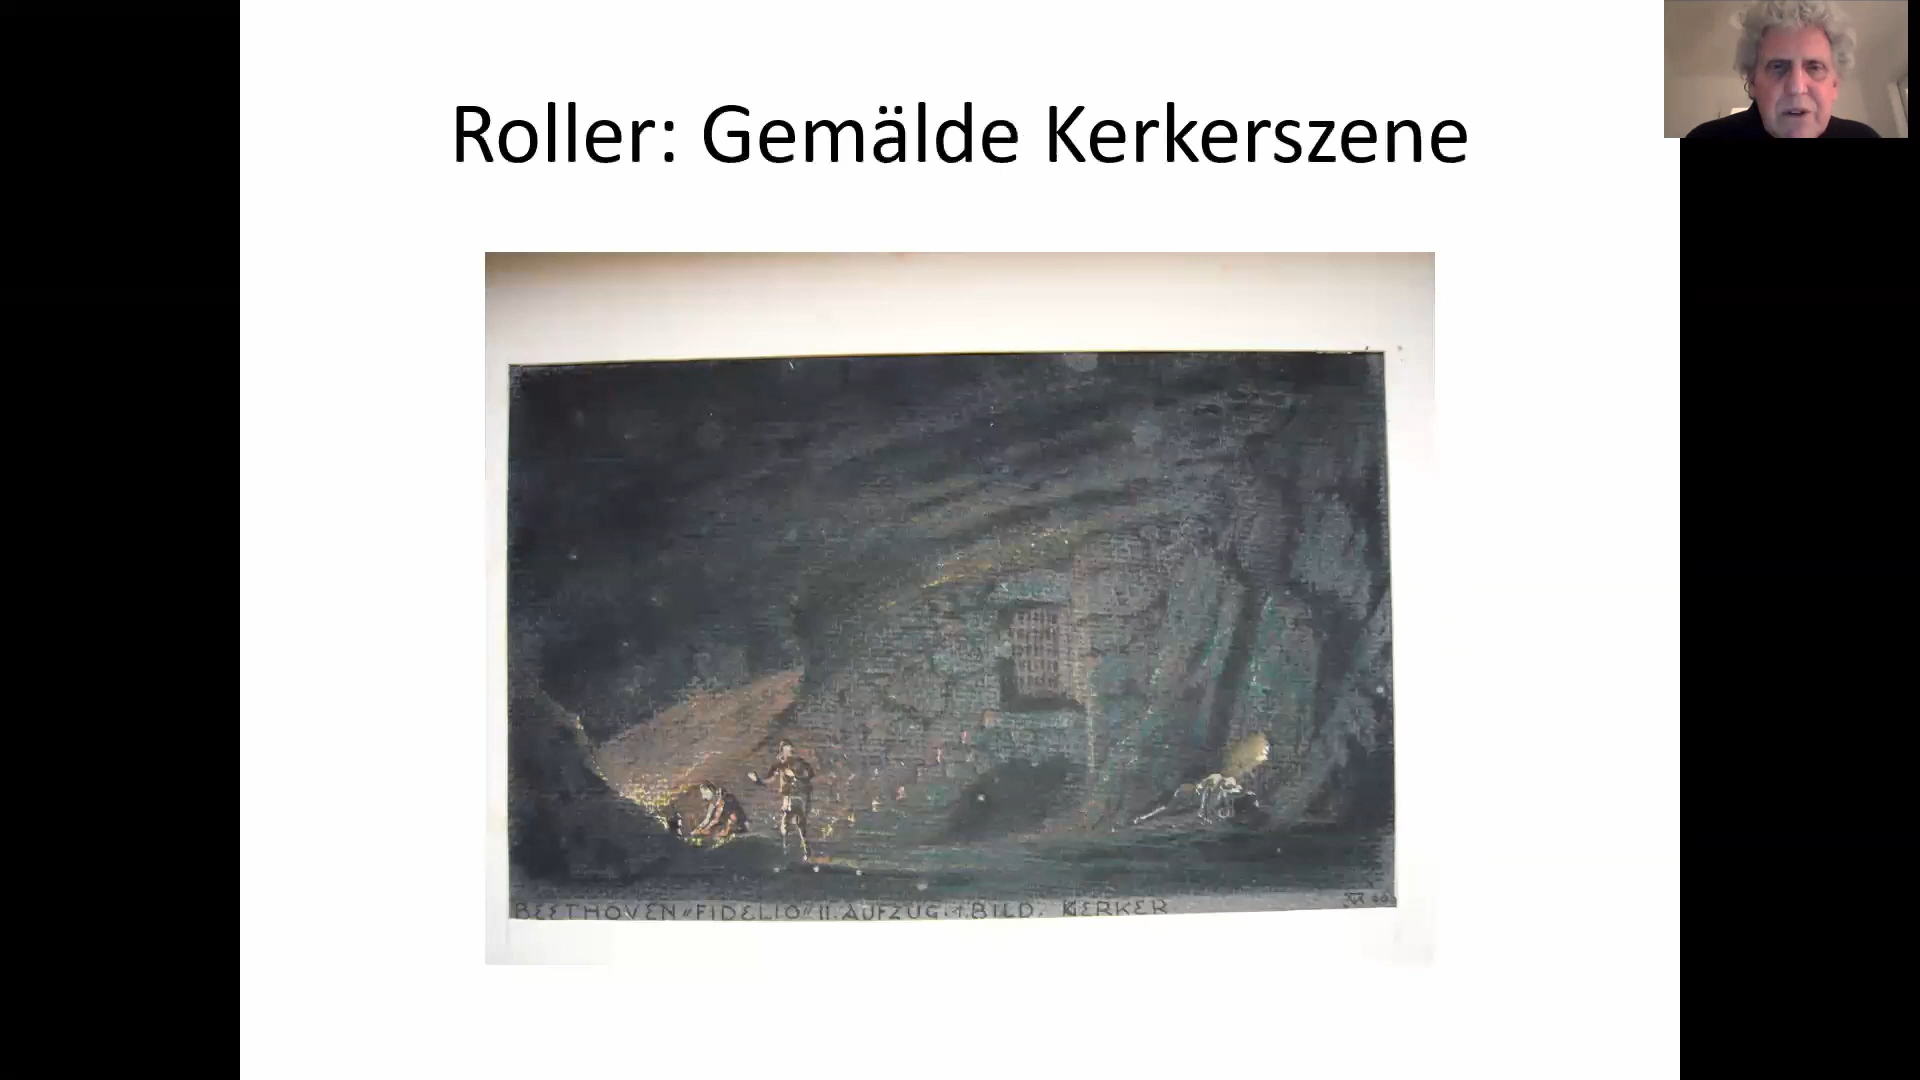 Roller: Gemälde Kerkerszene
BEETHOVEN „FIDELIO“ II. AUFZUG. 1. BILD. KERKER